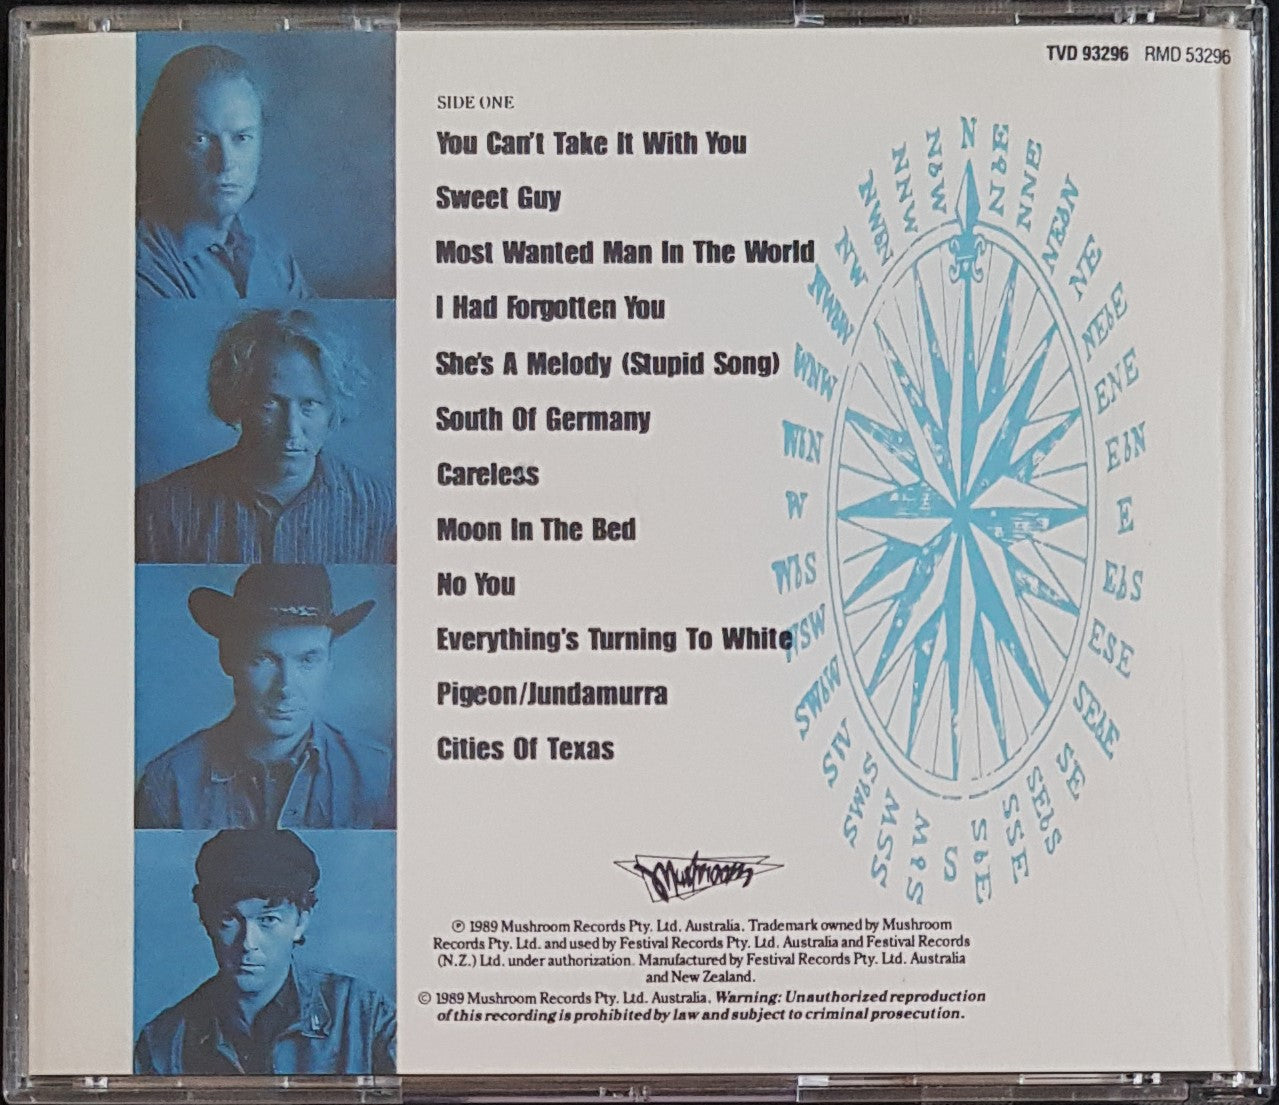 TVD 93296 RMD 53296
SIDE ONE
You Can't Take It With You
Sweet Guy
Most Wanted Man In The World
I Had Forgotten You
She's A Melody (Stupid Song)
South Of Germany
Careless
Moon In The Bed
No You
Everything's Turning To White
Pigeon/Jundamurra
Cities Of Texas
N
NbE
NNE
NEbN
NE
NEbE
ENE
EbN
E
EbS
ESE
SEbE
SE
SEbS
SSE
SbE
S
SbW
SSW
SWbS
SW
SWbW
WSW
WbS
W
WbN
WNW
NWbW
NW
NWbN
NNW
NbW
Mushroom
℗ 1989 Mushroom Records Pty. Ltd. Australia. Trademark owned by Mushroom
Records Pty. Ltd. and used by Festival Records Pty. Ltd. Australia and Festival Records
(N.Z.) Ltd. under authorization. Manufactured by Festival Records Pty. Ltd. Australia
and New Zealand.
© 1989 Mushroom Records Pty. Ltd. Australia. Warning: Unauthorized reproduction
of this recording is prohibited by law and subject to criminal prosecution.